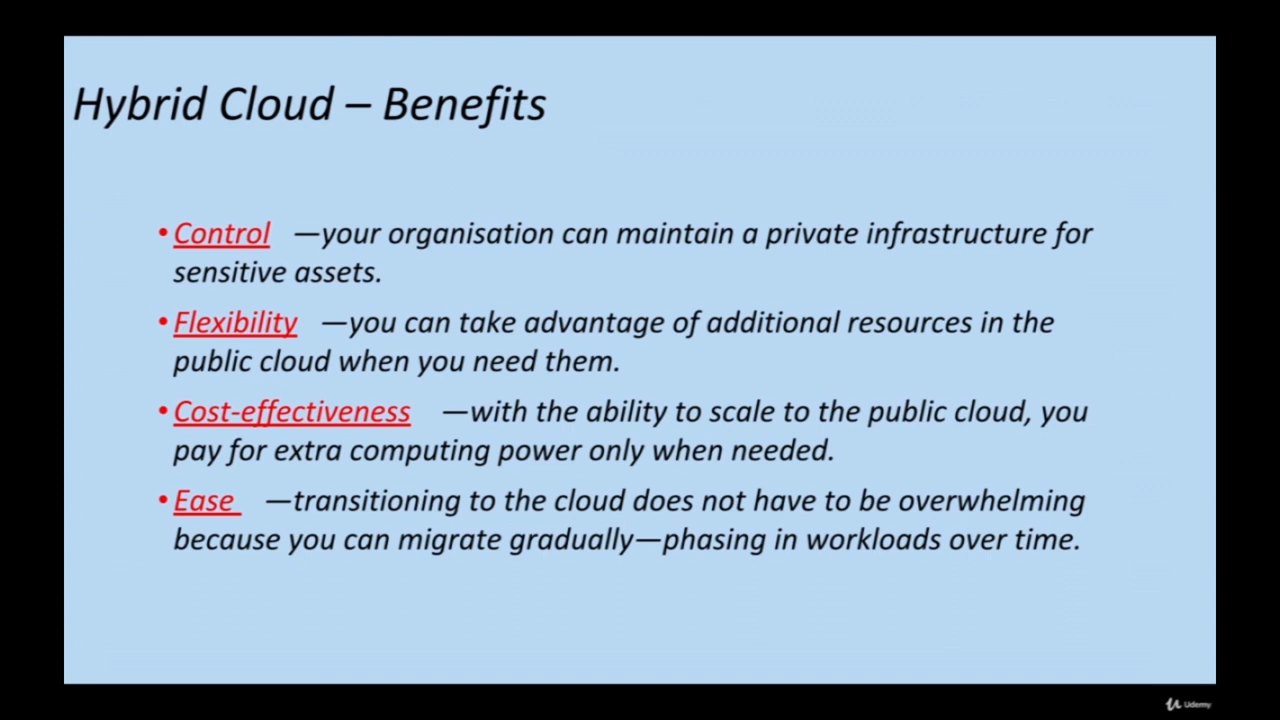 Hybrid Cloud – Benefits
•Control —your organisation can maintain a private infrastructure for
sensitive assets.
•Flexibility —you can take advantage of additional resources in the
public cloud when you need them.
•Cost-effectiveness —with the ability to scale to the public cloud, you
pay for extra computing power only when needed.
•Ease —transitioning to the cloud does not have to be overwhelming
because you can migrate gradually—phasing in workloads over time.
Udemy